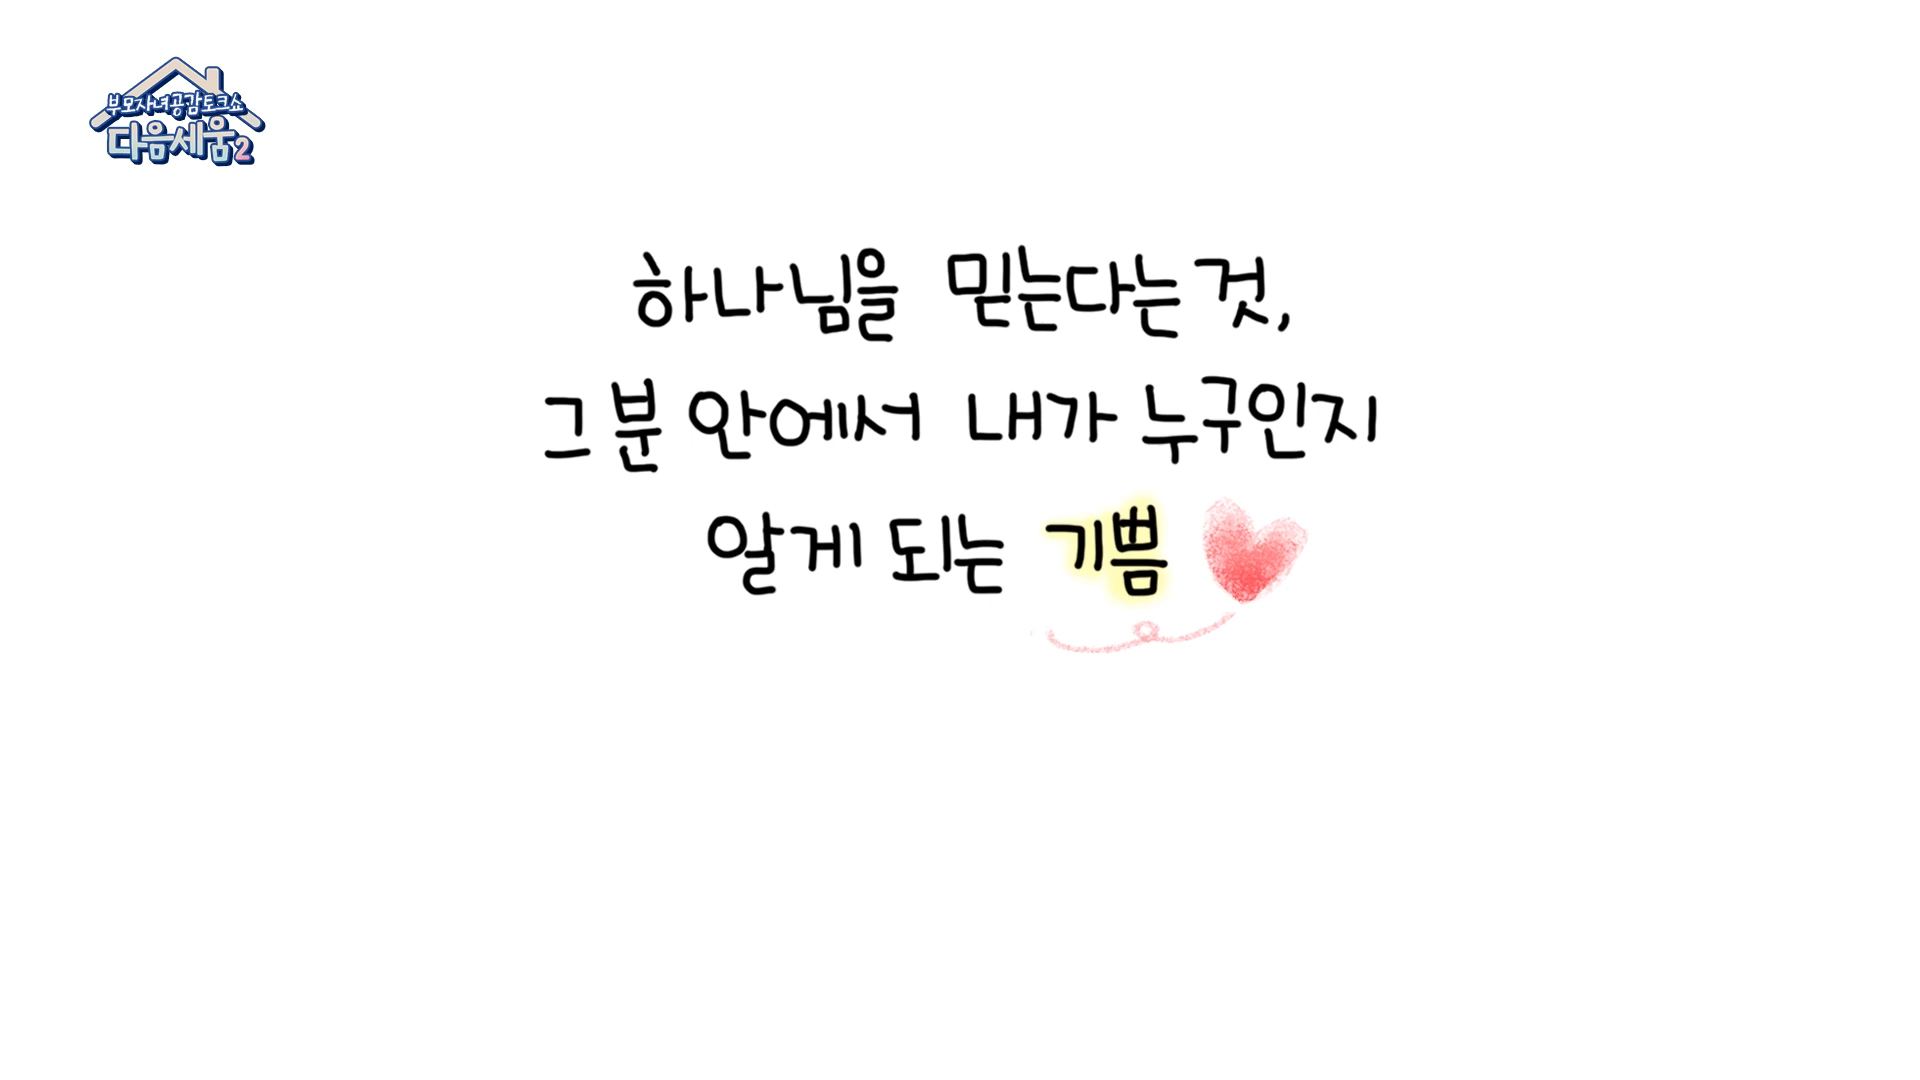 부모자녀공감토크쇼
다음세움2
하나님을 믿는다는 것,
그분 안에서 내가 누구인지
알게 되는 기쁨